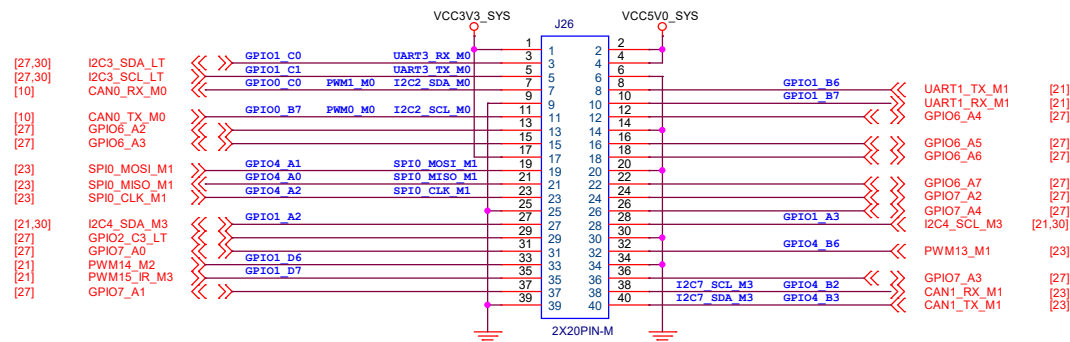 VCC3V3_SYS VCC5V0_SYS
J26
1 1 2 2
[27,30] I2C3_SDA_LT GPIO1_C0 UART3_RX_M0 3 3 4 4
[27,30] I2C3_SCL_LT GPIO1_C1 UART3_TX_M0 5 5 6 6
[10] CAN0_RX_M0 GPIO0_C0 PWM1_M0 I2C2_SDA_M0 7 7 8 8 GPIO1_B6 UART1_TX_M1 [21]
9 9 10 10 GPIO1_B7 UART1_RX_M1 [21]
[10] CAN0_TX_M0 GPIO0_B7 PWM0_M0 I2C2_SCL_M0 11 11 12 12 GPIO6_A4 [27]
[27] GPIO6_A2 13 13 14 14
[27] GPIO6_A3 15 15 16 16 GPIO6_A5 [27]
17 17 18 18 GPIO6_A6 [27]
[23] SPI0_MOSI_M1 GPIO4_A1 SPI0_MOSI_M1 19 19 20 20
[23] SPI0_MISO_M1 GPIO4_A0 SPI0_MISO_M1 21 21 22 22 GPIO6_A7 [27]
[23] SPI0_CLK_M1 GPIO4_A2 SPI0_CLK_M1 23 23 24 24 GPIO7_A2 [27]
25 25 26 26 GPIO7_A4 [27]
[21,30] I2C4_SDA_M3 GPIO1_A2 27 27 28 28 GPIO1_A3 I2C4_SCL_M3 [21,30]
[27] GPIO2_C3_LT 29 29 30 30
[27] GPIO7_A0 31 31 32 32 GPIO4_B6 PWM13_M1 [23]
[21] PWM14_M2 GPIO1_D6 33 33 34 34
[21] PWM15_IR_M3 GPIO1_D7 35 35 36 36 GPIO7_A3 [27]
[27] GPIO7_A1 37 37 38 38 I2C7_SCL_M3 GPIO4_B2 CAN1_RX_M1 [23]
39 39 40 40 I2C7_SDA_M3 GPIO4_B3 CAN1_TX_M1 [23]
2X20PIN-M